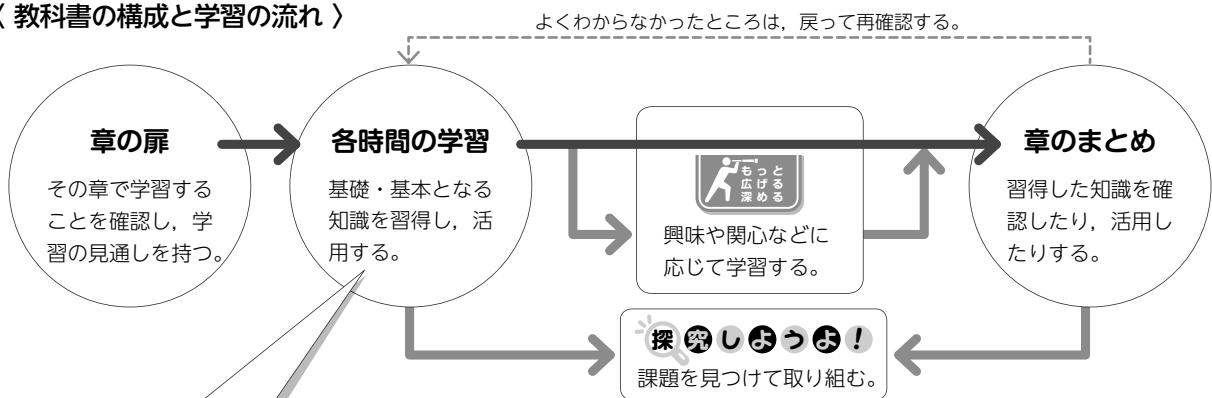 〈 教科書の構成と学習の流れ 〉
よくわからなかったところは，戻って再確認する。
章の扉
その章で学習する
ことを確認し，学
習の見通しを持つ。
各時間の学習
基礎・基本となる
知識を習得し，活
用する。
もっと
広げる
深める
興味や関心などに
応じて学習する。
章のまとめ
習得した知識を確
認したり，活用し
たりする。
探究しようよ！
課題を見つけて取り組む。